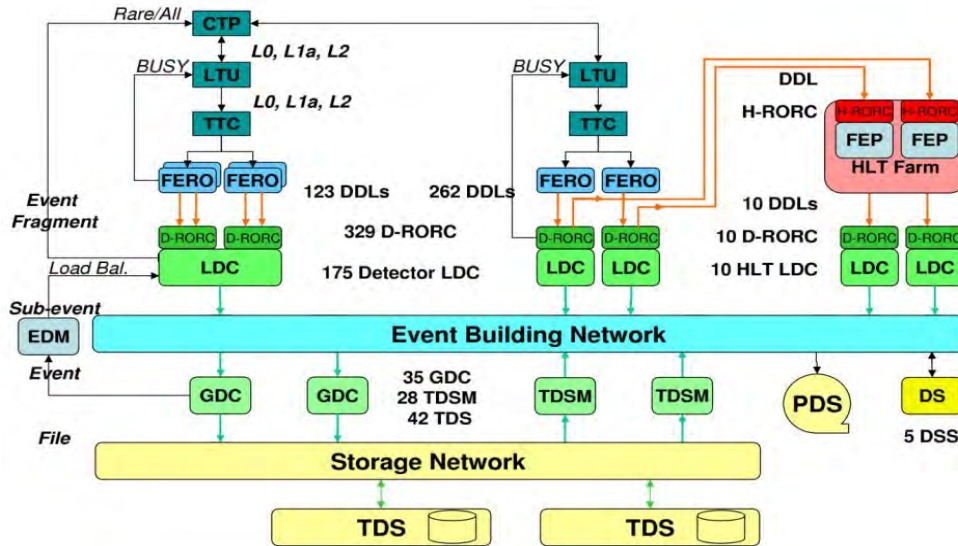 Rare/All
CTP
L0, L1a, L2
BUSY
LTU
L0, L1a, L2
TTC
FERO
FERO
123 DDLs
Event
Fragment
D-RORC
D-RORC
329 D-RORC
LDC
175 Detector LDC
Load Bal.
BUSY
LTU
TTC
FERO
FERO
262 DDLs
D-RORC
D-RORC
LDC
LDC
DDL
H-RORC
H-RORC
H-RORC
FEP
FEP
HLT Farm
10 DDLs
10 D-RORC
D-RORC
D-RORC
10 HLT LDC
LDC
LDC
Sub-event
EDM
Event Building Network
Event
GDC
GDC
35 GDC
28 TDSM
42 TDS
TDSM
TDSM
PDS
DS
5 DSS
File
Storage Network
TDS
TDS